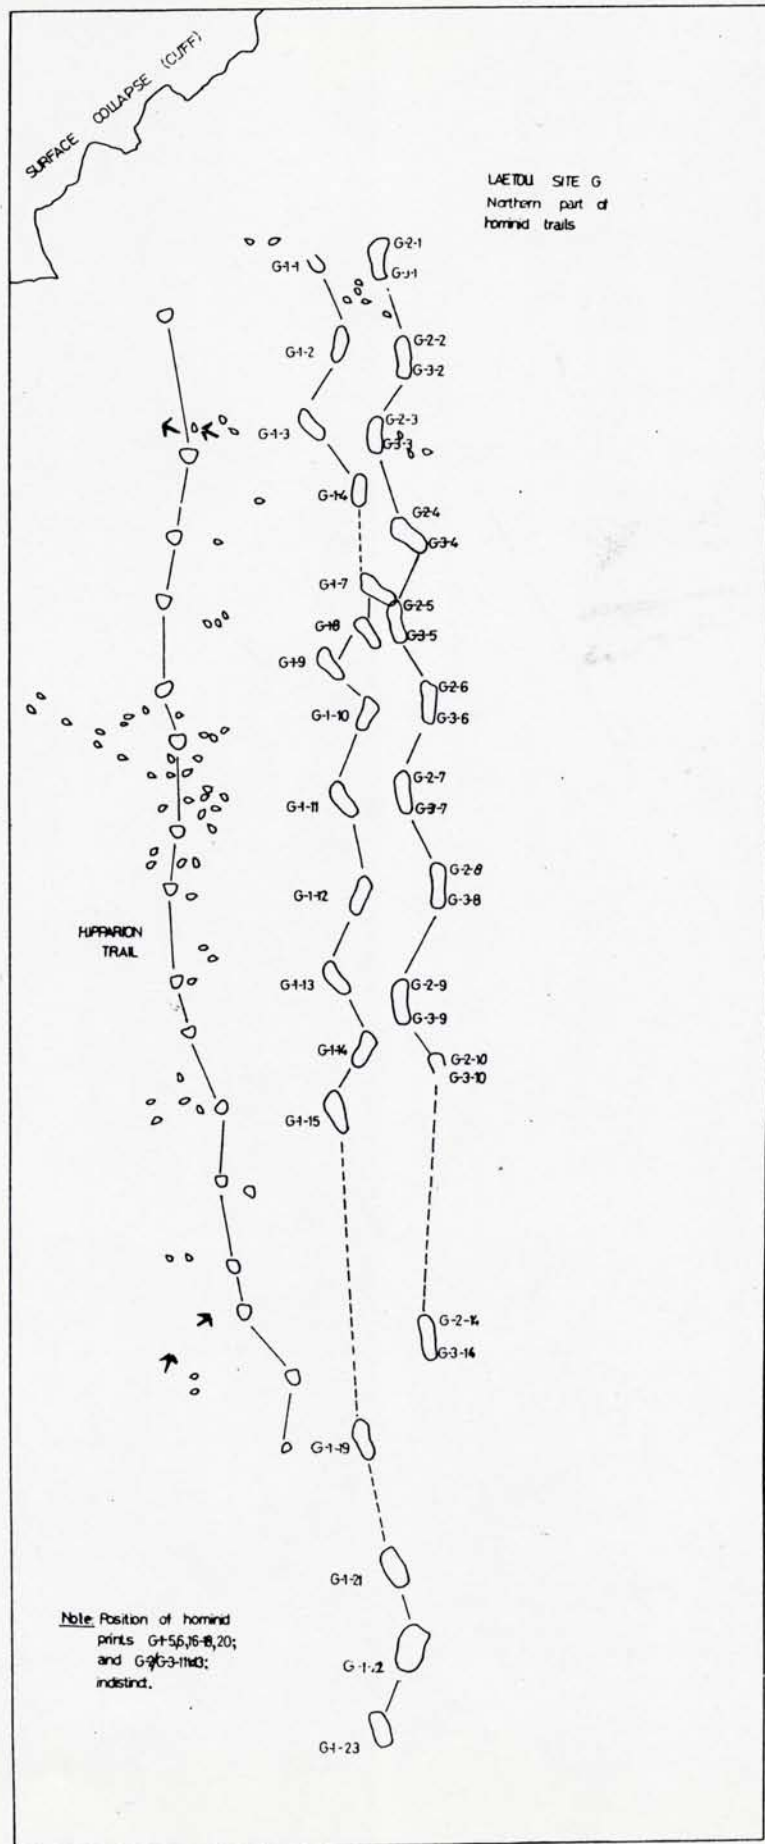 SURFACE COLLAPSE (CLIFF)
LAETOLI SITE G
Northern part of
hominid trails
G-2-1
G-1-1
G-3-1
G-2-2
G-1-2
G-3-2
G-2-3
G-1-3
G-3-3
G-1-4
G-2-4
G-3-4
G-1-7
G-2-5
G-1-8
G-3-5
G-1-9
G-2-6
G-1-10
G-3-6
G-2-7
G-1-11
G-3-7
G-2-8
G-1-12
G-3-8
HIPPARION
TRAIL
G-1-13
G-2-9
G-3-9
G-1-14
G-2-10
G-3-10
G-1-15
G-2-14
G-3-14
G-1-19
G-1-21
Note: Position of hominid
prints G1-5,6,16-18,20;
and G-2/G-3-11to13;
indistinct.
G-1-22
G-1-23